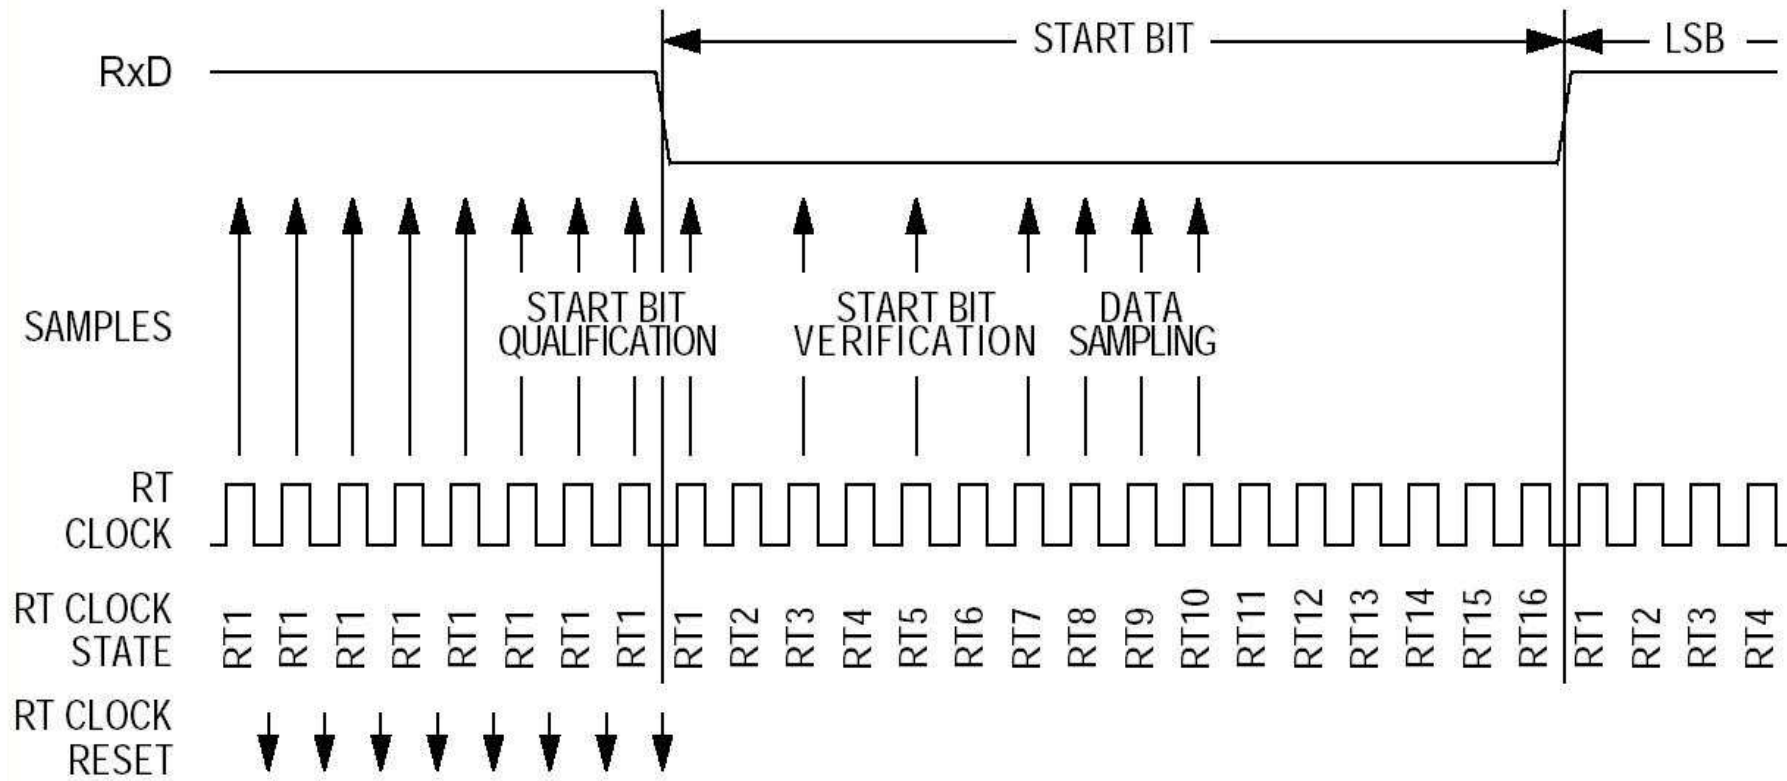 START BIT
LSB
RxD
SAMPLES
START BIT
QUALIFICATION
START BIT
VERIFICATION
DATA
SAMPLING
RT
CLOCK
RT CLOCK
STATE
RT1 RT1 RT1 RT1 RT1 RT1 RT1 RT1 RT1 RT2 RT3 RT4 RT5 RT6 RT7 RT8 RT9 RT10 RT11 RT12 RT13 RT14 RT15 RT16 RT1 RT2 RT3 RT4
RT CLOCK
RESET